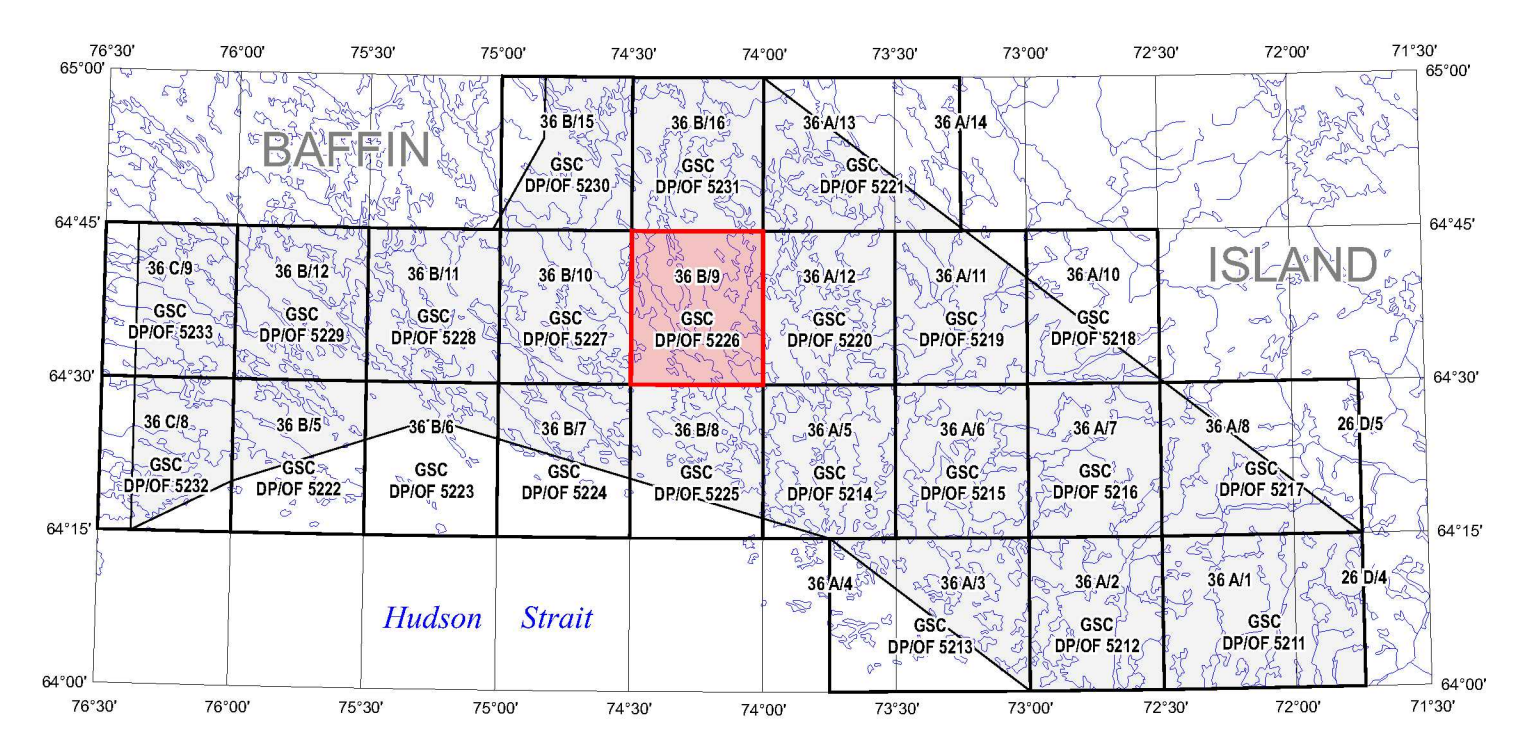 76°30'
76°00'
75°30'
75°00'
74°30'
74°00'
73°30'
73°00'
72°30'
72°00'
71°30'
65°00'
65°00'
36 B/15
36 B/16
36 A/13
36 A/14
BAFFIN
GSC
DP/OF 5230
GSC
DP/OF 5231
GSC
DP/OF 5221
64°45'
64°45'
ISLAND
36 C/9
36 B/12
36 B/11
36 B/10
36 B/9
36 A/12
36 A/11
36 A/10
GSC
DP/OF 5233
GSC
DP/OF 5229
GSC
DP/OF 5228
GSC
DP/OF 5227
GSC
DP/OF 5226
GSC
DP/OF 5220
GSC
DP/OF 5219
GSC
DP/OF 5218
64°30'
64°30'
36 C/8
36 B/5
36 B/6
36 B/7
36 B/8
36 A/5
36 A/6
36 A/7
36 A/8
26 D/5
GSC
DP/OF 5232
GSC
DP/OF 5222
GSC
DP/OF 5223
GSC
DP/OF 5224
GSC
DP/OF 5225
GSC
DP/OF 5214
GSC
DP/OF 5215
GSC
DP/OF 5216
GSC
DP/OF 5217
64°15'
64°15'
36 A/4
36 A/3
36 A/2
36 A/1
26 D/4
Hudson Strait
GSC
DP/OF 5213
GSC
DP/OF 5212
GSC
DP/OF 5211
64°00'
64°00'
76°30'
76°00'
75°30'
75°00'
74°30'
74°00'
73°30'
73°00'
72°30'
72°00'
71°30'